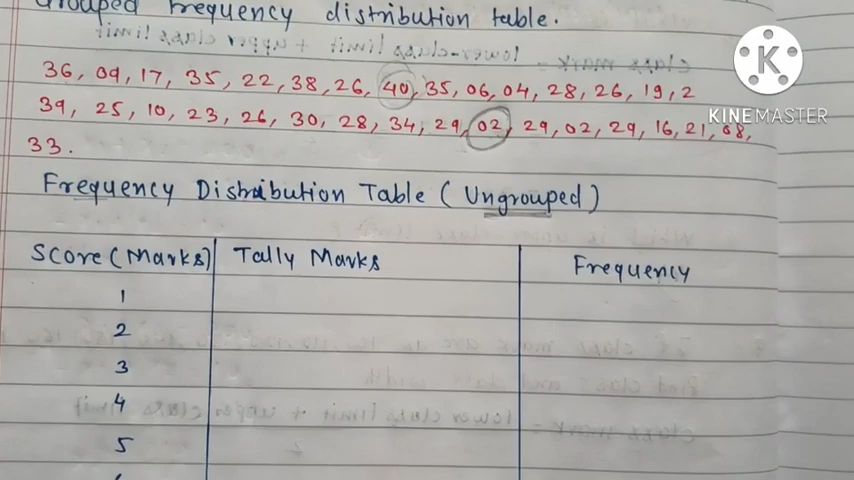 Grouped Frequency distribution table.
36, 09, 17, 35, 22, 38, 26, 40, 35, 06, 04, 28, 26, 19, 2
39, 25, 10, 23, 26, 30, 28, 34, 29, 02, 29, 02, 29, 16, 21, 08,
33.
KINEMASTER
Frequency Distribution Table (Ungrouped)
Score (Marks) Tally Marks Frequency
1
2
3
4
5